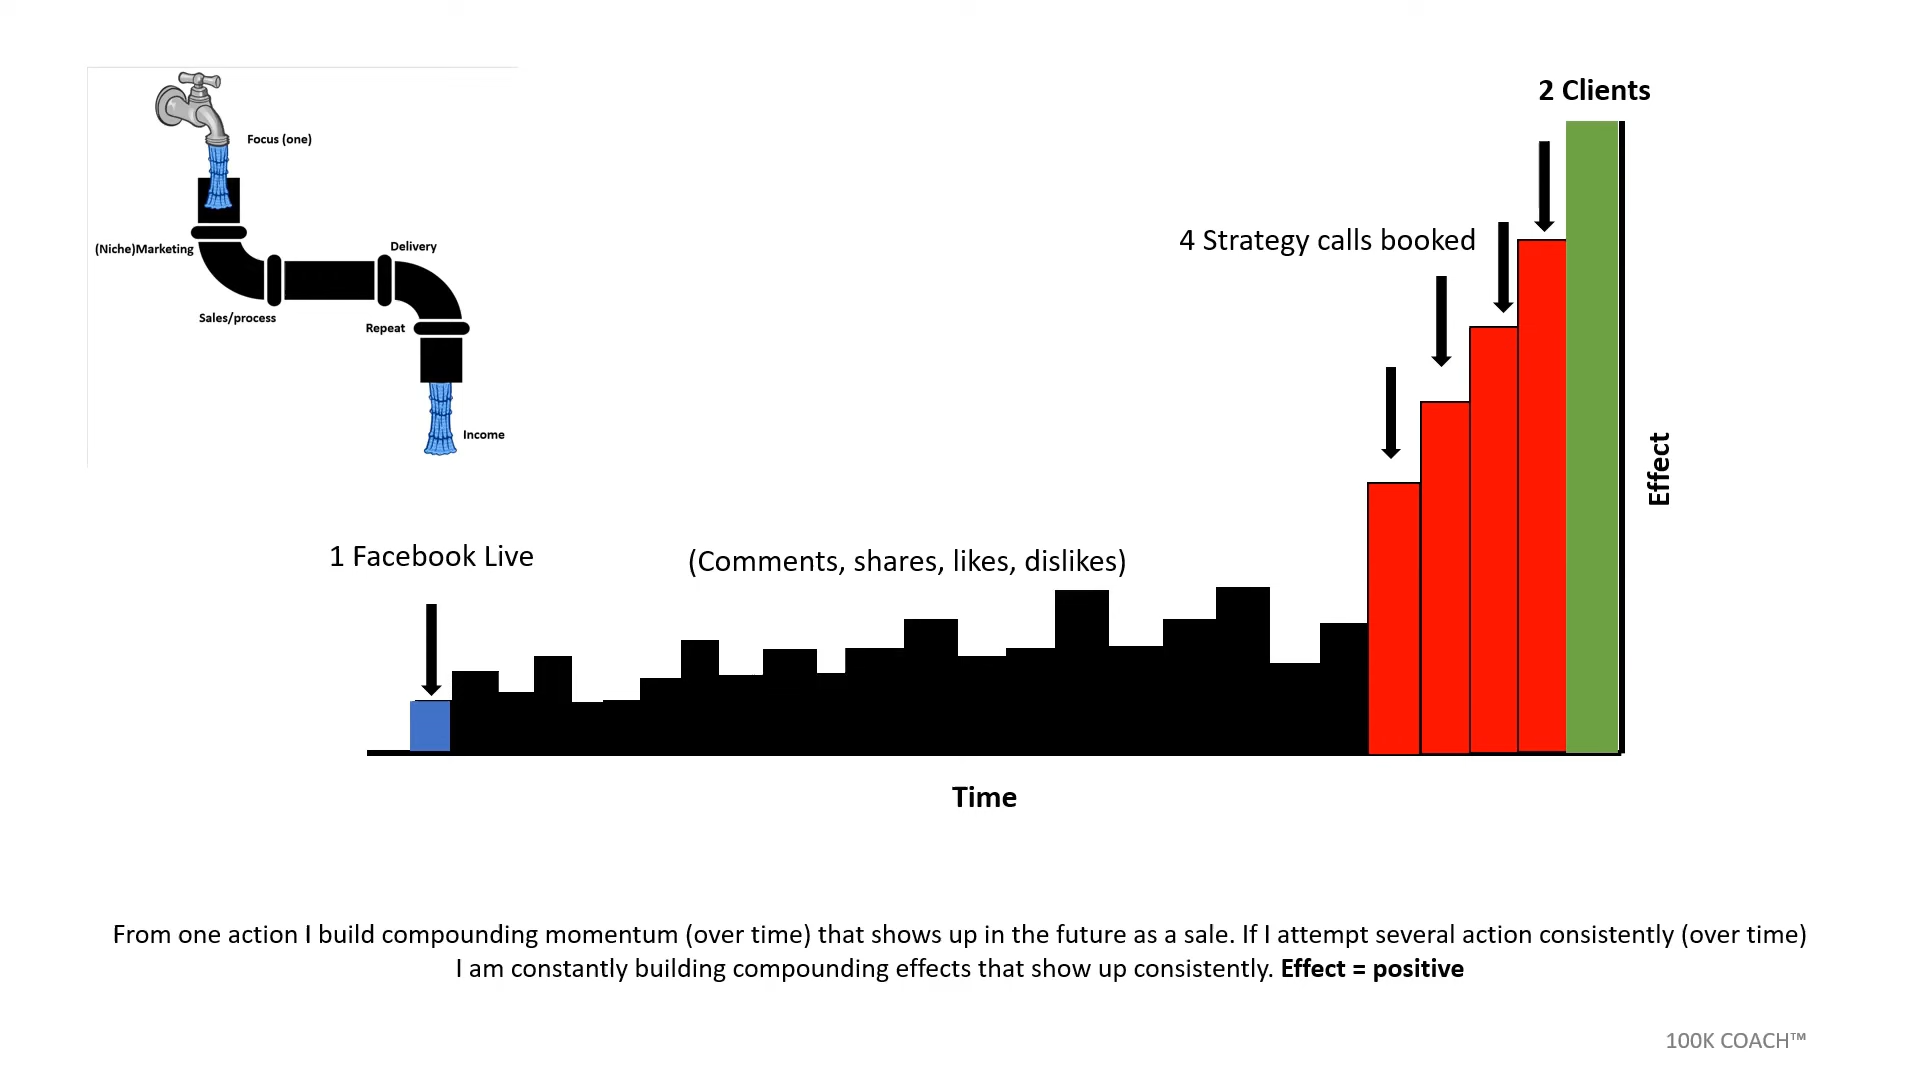 Focus (one)
(Niche)Marketing
Sales/process
Delivery
Repeat
Income
2 Clients
4 Strategy calls booked
1 Facebook Live
(Comments, shares, likes, dislikes)
Effect
Time
From one action I build compounding momentum (over time) that shows up in the future as a sale. If I attempt several action consistently (over time)
I am constantly building compounding effects that show up consistently. Effect = positive
100K COACH™